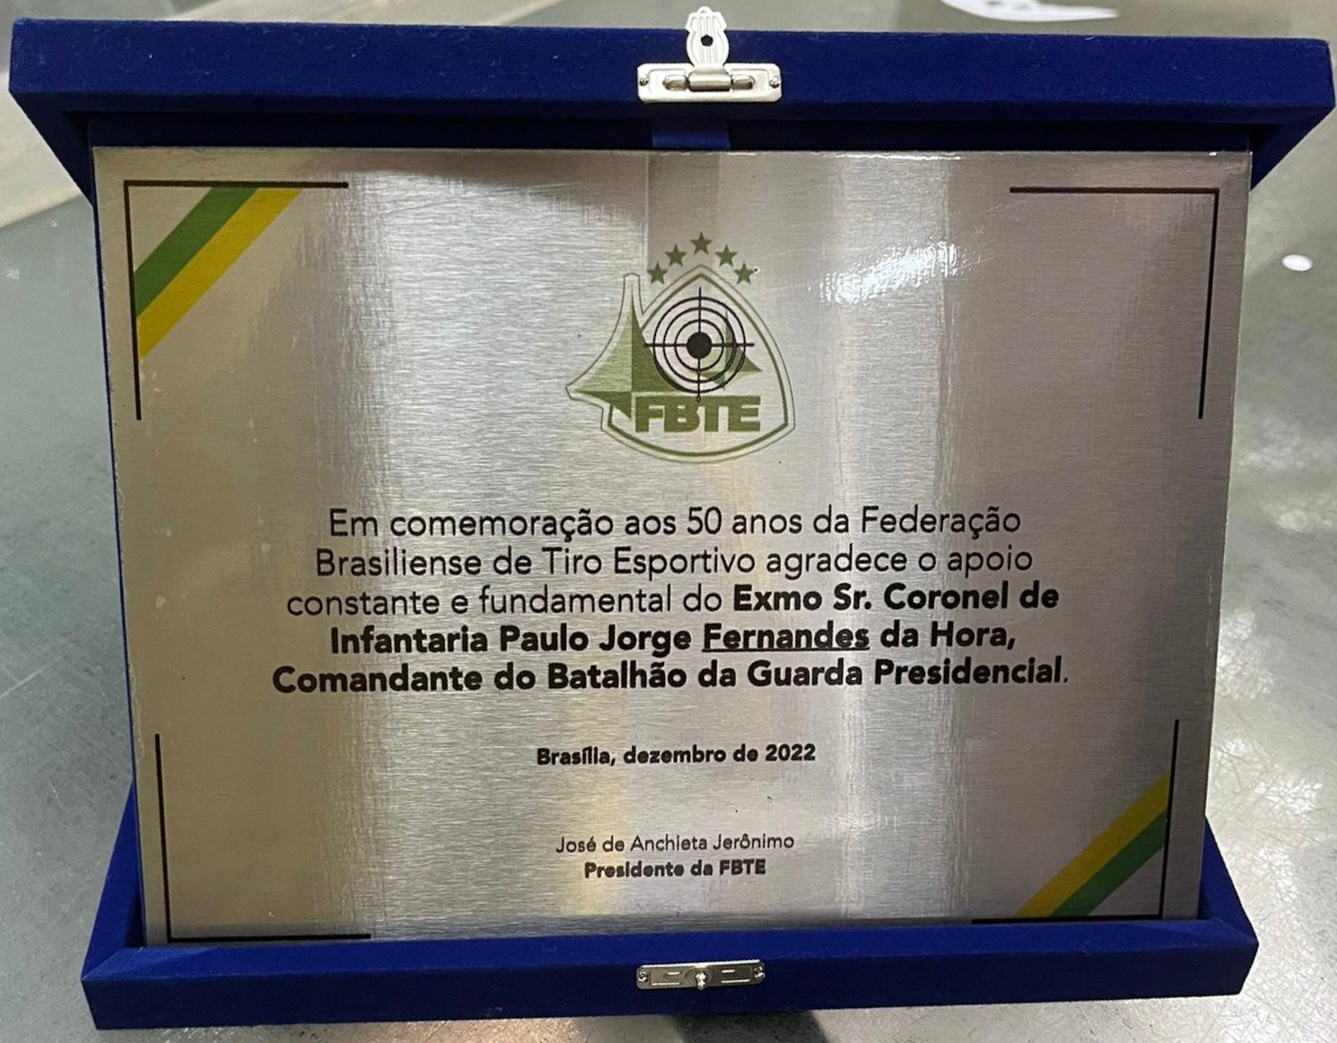 FBTE
Em comemoração aos 50 anos da Federação
Brasiliense de Tiro Esportivo agradece o apoio
constante e fundamental do Exmo Sr. Coronel de
Infantaria Paulo Jorge Fernandes da Hora,
Comandante do Batalhão da Guarda Presidencial.
Brasília, dezembro de 2022
José de Anchieta Jerônimo
Presidente da FBTE